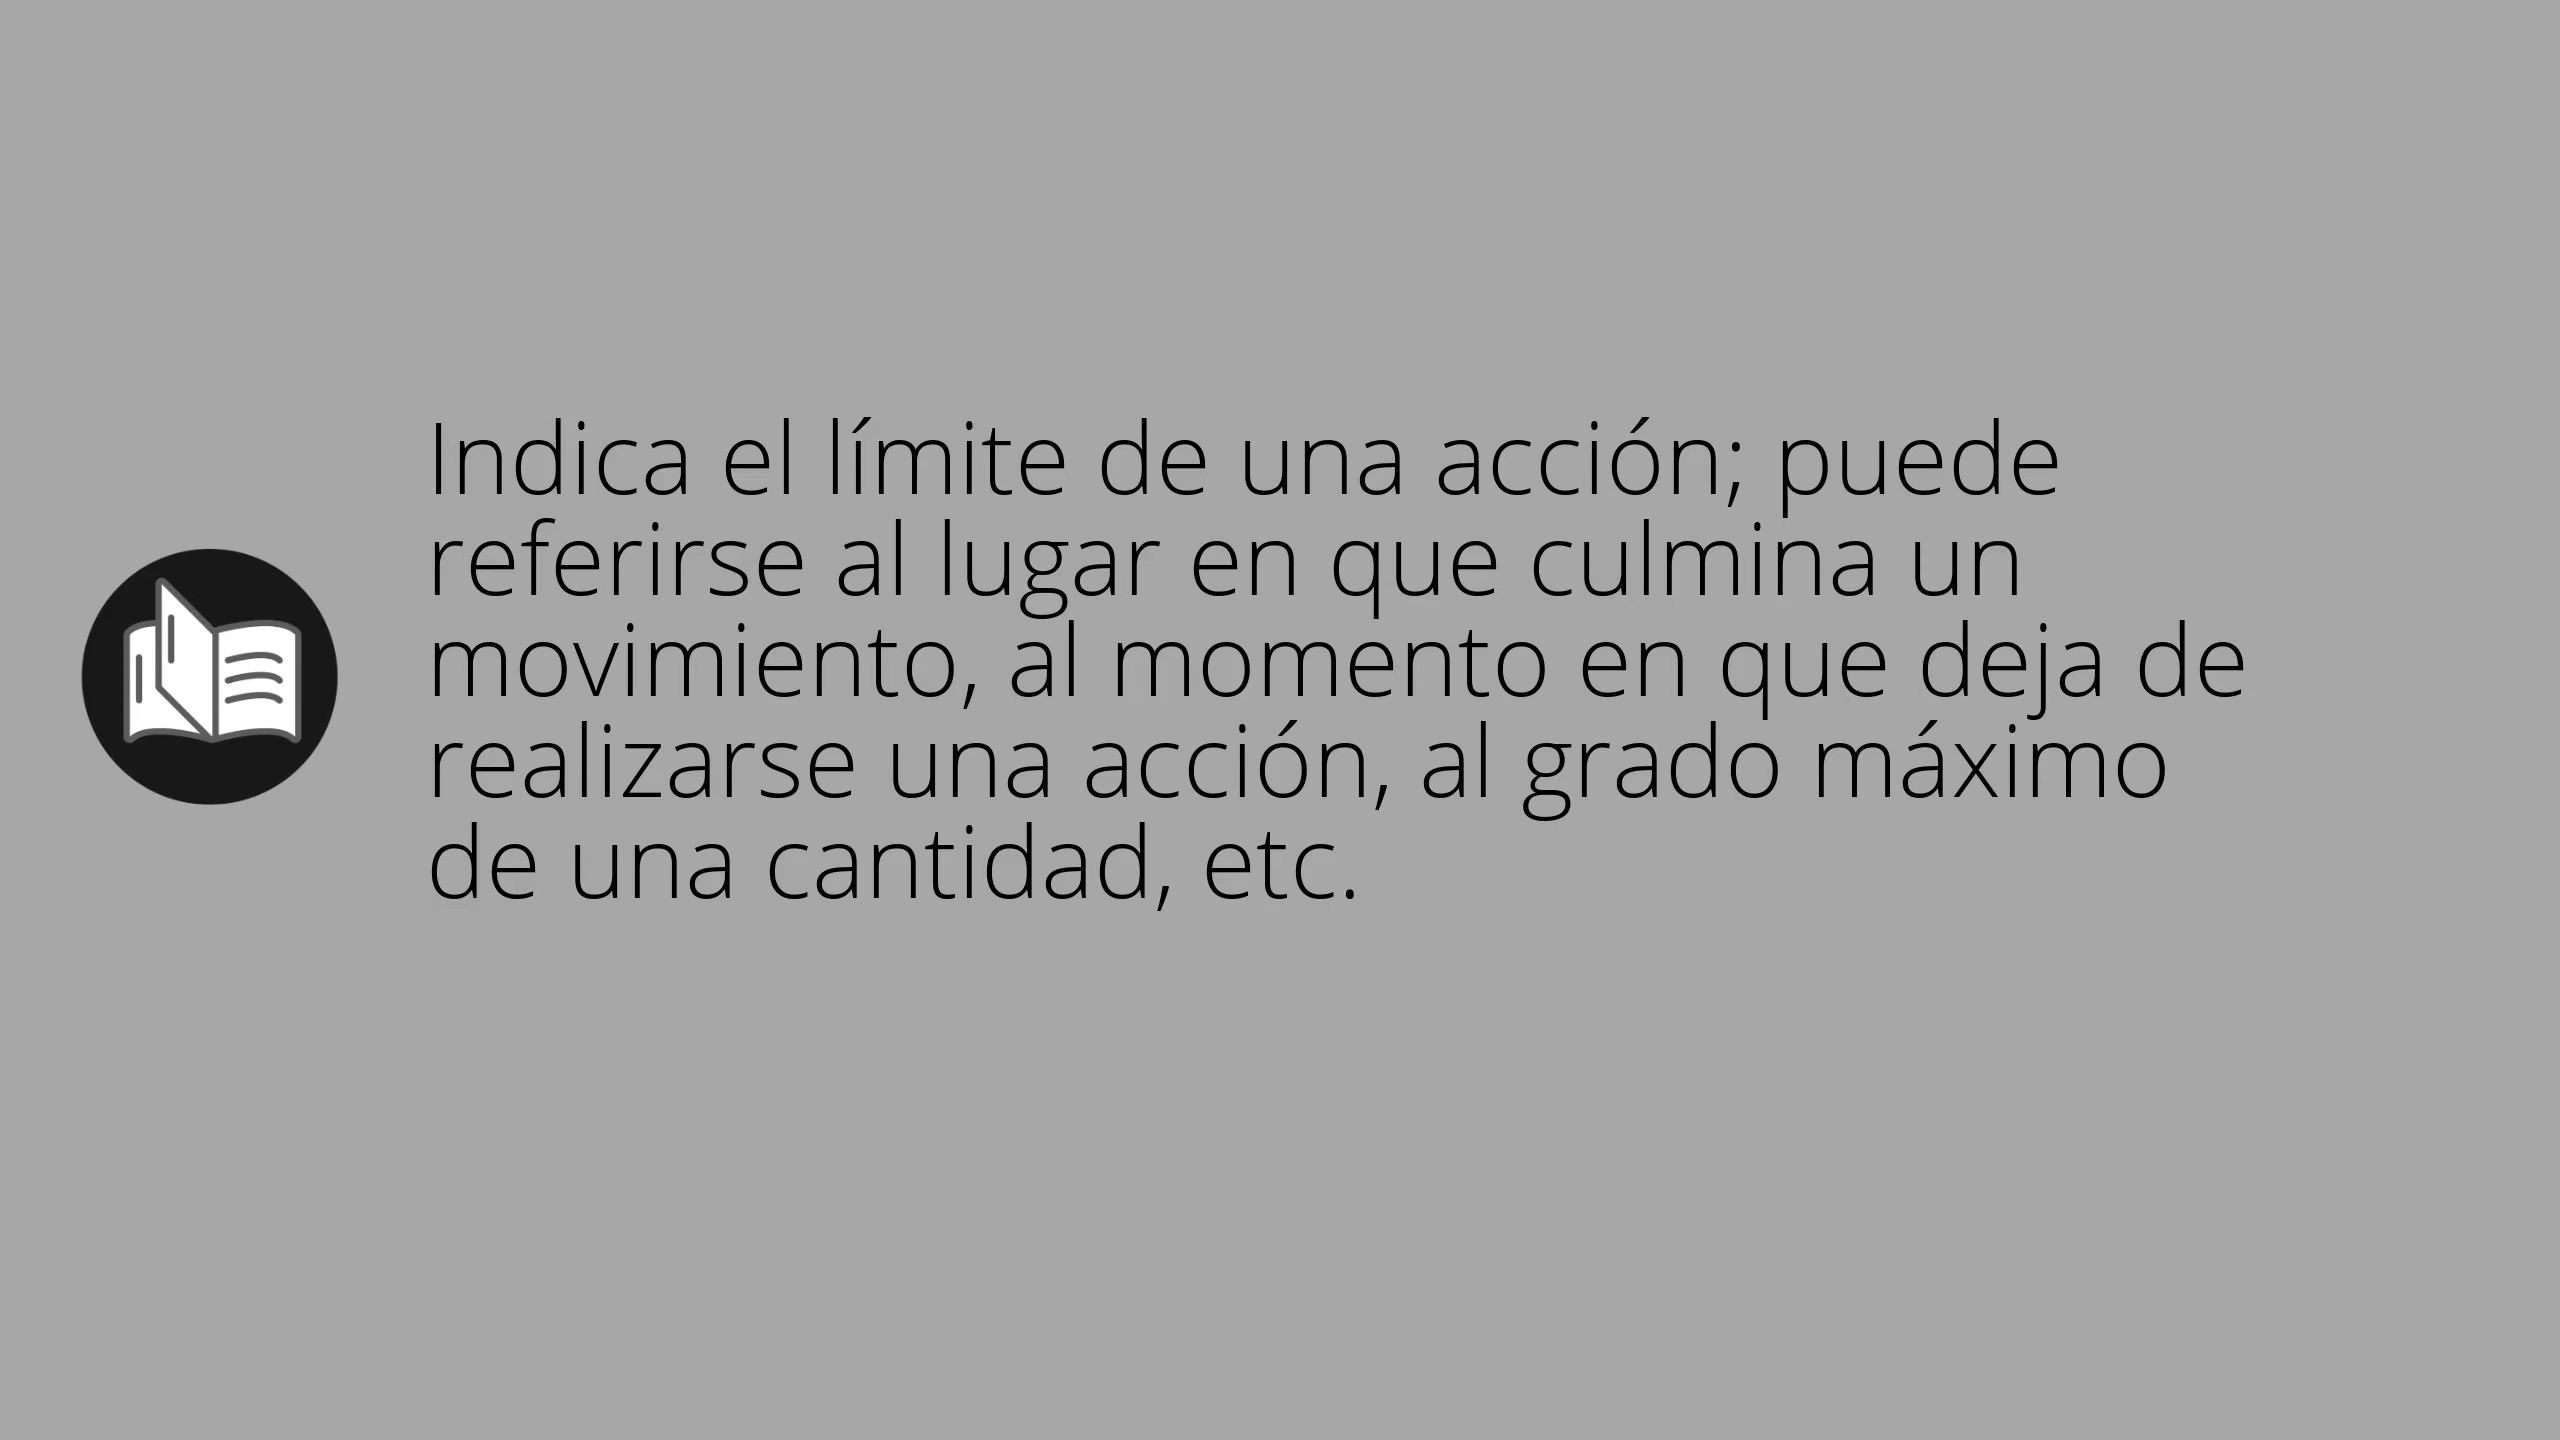 Indica el límite de una acción; puede
referirse al lugar en que culmina un
movimiento, al momento en que deja de
realizarse una acción, al grado máximo
de una cantidad, etc.